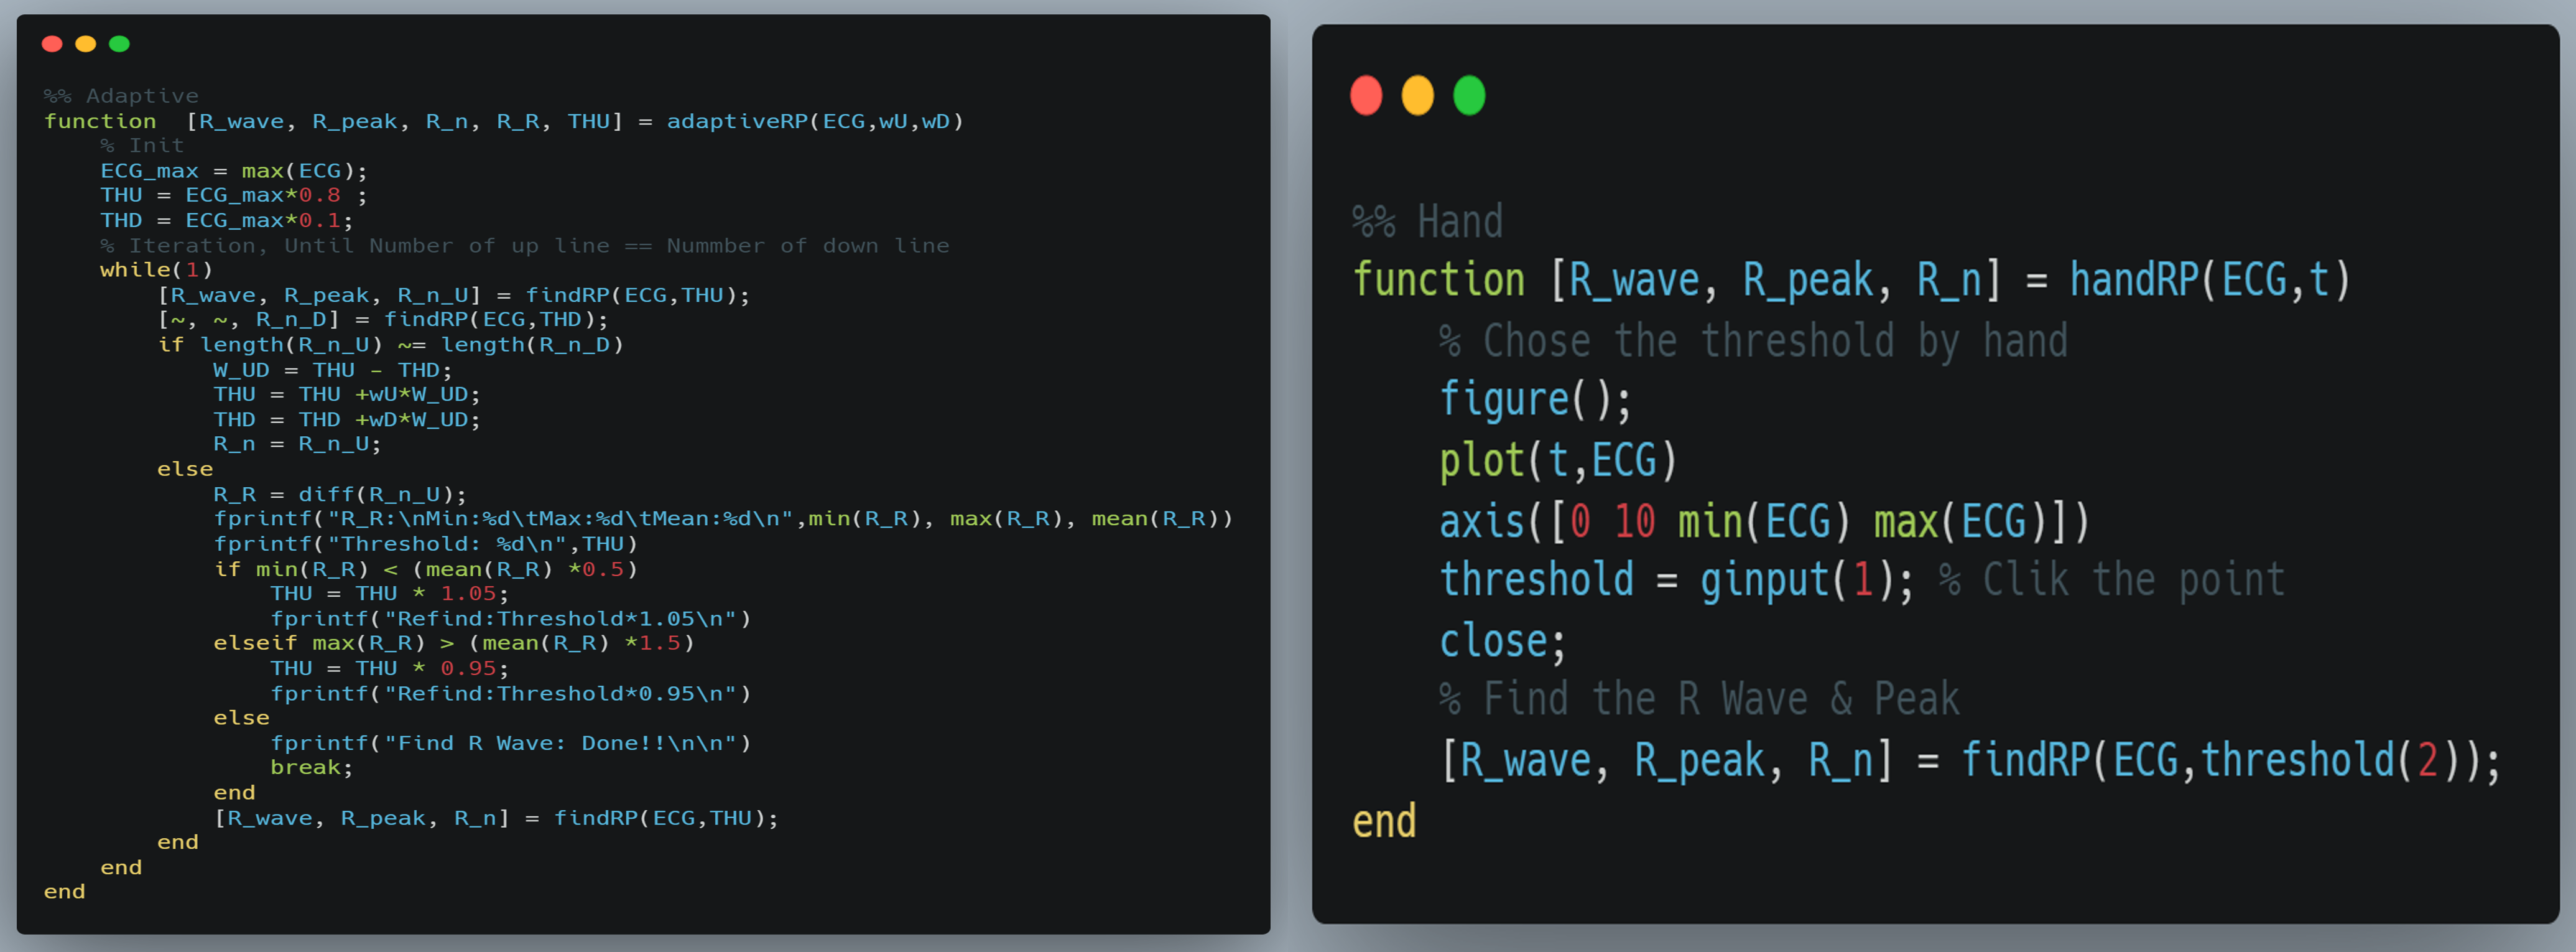 %% Adaptive
function  [R_wave, R_peak, R_n, R_R, THU] = adaptiveRP(ECG,wU,wD)
    % Init
    ECG_max = max(ECG);
    THU = ECG_max*0.8 ;
    THD = ECG_max*0.1;
    % Iteration, Until Number of up line == Nummber of down line
    while(1)
        [R_wave, R_peak, R_n_U] = findRP(ECG,THU);
        [~, ~, R_n_D] = findRP(ECG,THD);
        if length(R_n_U) ~= length(R_n_D)
            W_UD = THU - THD;
            THU = THU +wU*W_UD;
            THD = THD +wD*W_UD;
            R_n = R_n_U;
        else
            R_R = diff(R_n_U);
            fprintf("R_R:\nMin:%d\tMax:%d\tMean:%d\n",min(R_R), max(R_R), mean(R_R))
            fprintf("Threshold: %d\n",THU)
            if min(R_R) < (mean(R_R) *0.5)
                THU = THU * 1.05;
                fprintf("Refind:Threshold*1.05\n")
            elseif max(R_R) > (mean(R_R) *1.5)
                THU = THU * 0.95;
                fprintf("Refind:Threshold*0.95\n")
            else
                fprintf("Find R Wave: Done!!\n\n")
                break;
            end
            [R_wave, R_peak, R_n] = findRP(ECG,THU);
        end
    end
end
%% Hand
function [R_wave, R_peak, R_n] = handRP(ECG,t)
    % Chose the threshold by hand
    figure();
    plot(t,ECG)
    axis([0 10 min(ECG) max(ECG)])
    threshold = ginput(1); % Clik the point
    close;
    % Find the R Wave & Peak
    [R_wave, R_peak, R_n] = findRP(ECG,threshold(2));
end